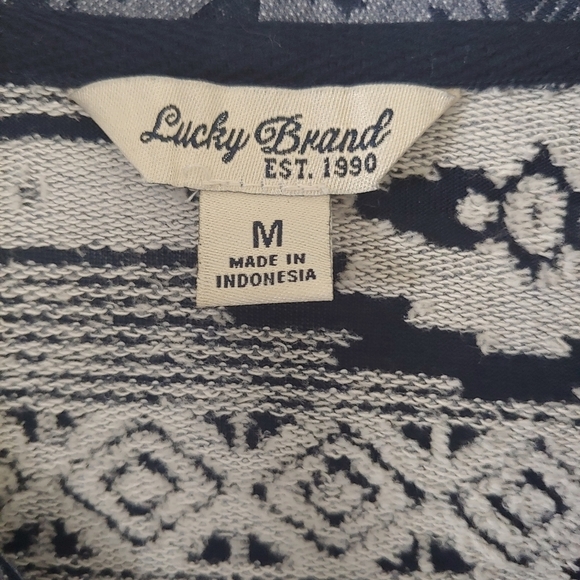 Lucky Brand
EST. 1990
M
MADE IN
INDONESIA